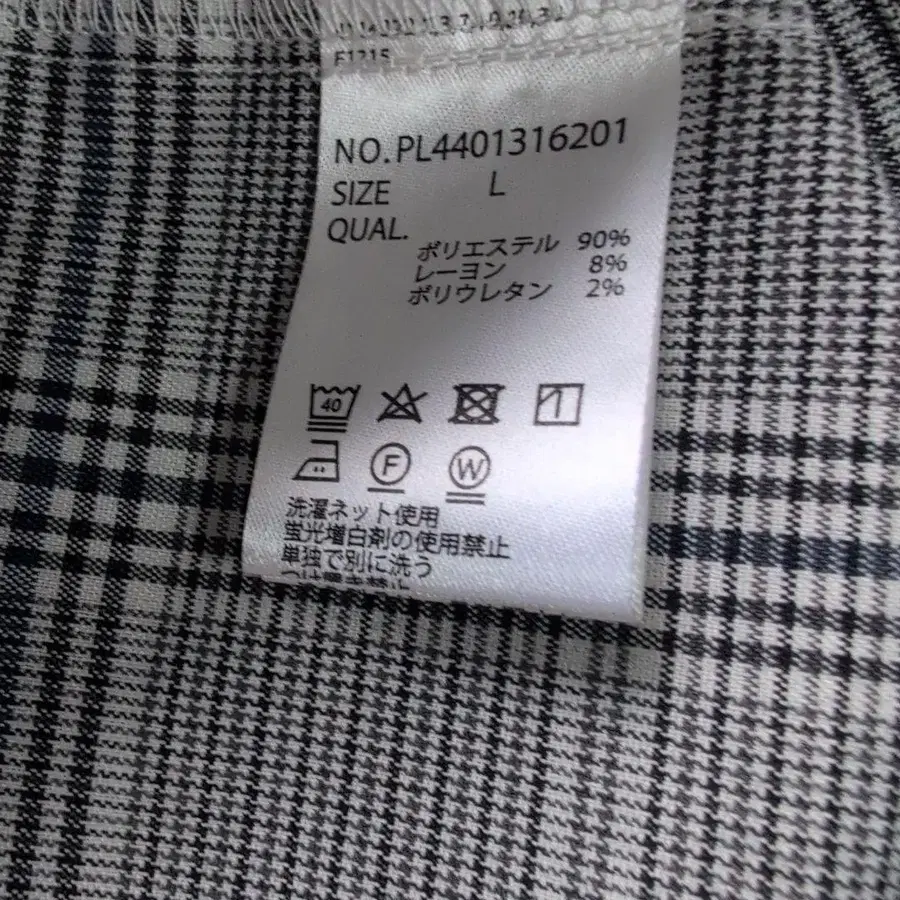 NO.PL4401316201
SIZE L
QUAL.
ポリエステル 90%
レーヨン 8%
ポリウレタン 2%
40
F W
洗濯ネット使用
蛍光増白剤の使用禁止
単独で別に洗う